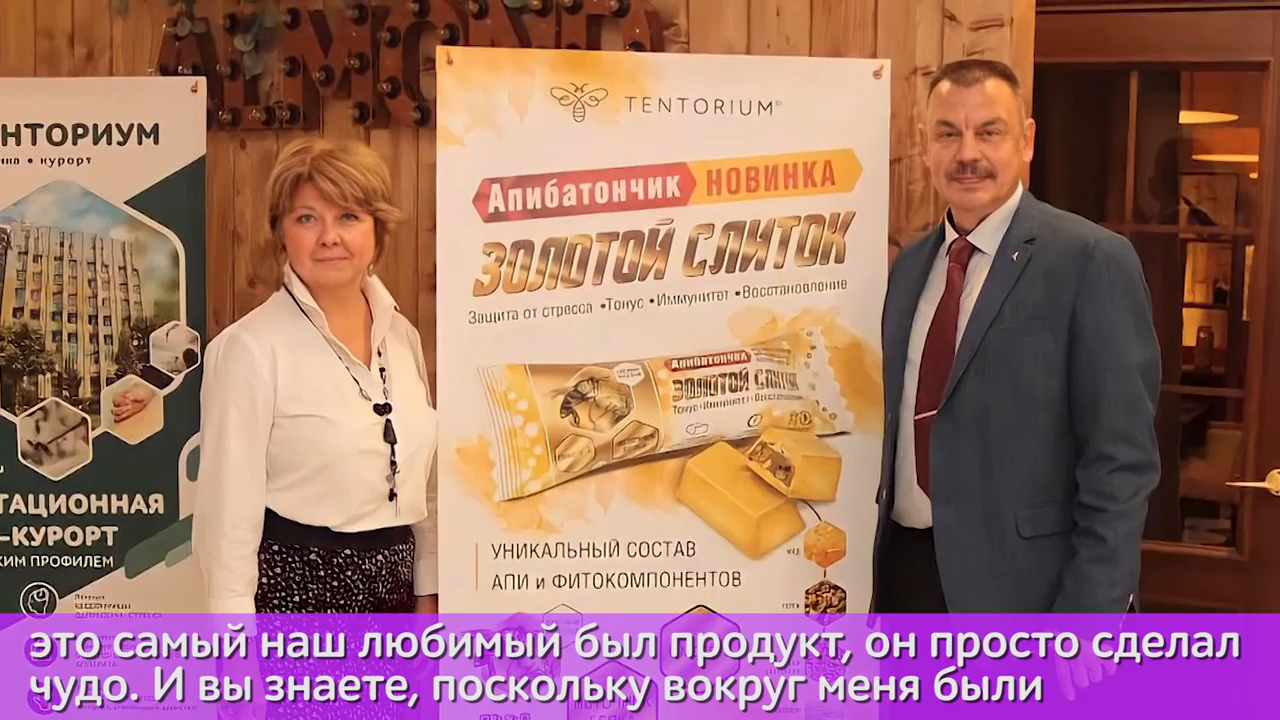 ALMOND
НТОРИУМ
• курорт
ТАЦИОННАЯ
-КУРОРТ
КИМ ПРОФИЛЕМ
TENTORIUM
Апибатончик НОВИНКА
ЗОЛОТОЙ СЛИТОК
Защита от стресса •Тонус •Иммунитет •Восстановление
Апибатончик
ЗОЛОТОЙ СЛИТОК
УНИКАЛЬНЫЙ СОСТАВ
АПИ и ФИТОКОМПОНЕНТОВ
это самый наш любимый был продукт, он просто сделал
чудо. И вы знаете, поскольку вокруг меня были